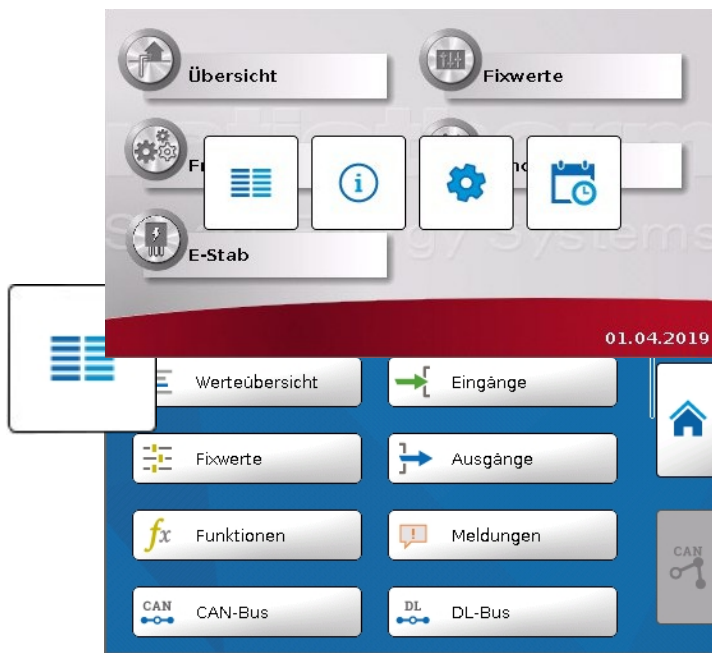 Übersicht
Fixwerte
E-Stab
01.04.2019
Werteübersicht
Eingänge
Fixwerte
Ausgänge
fx Funktionen
Meldungen
CAN
CAN CAN-Bus
DL DL-Bus